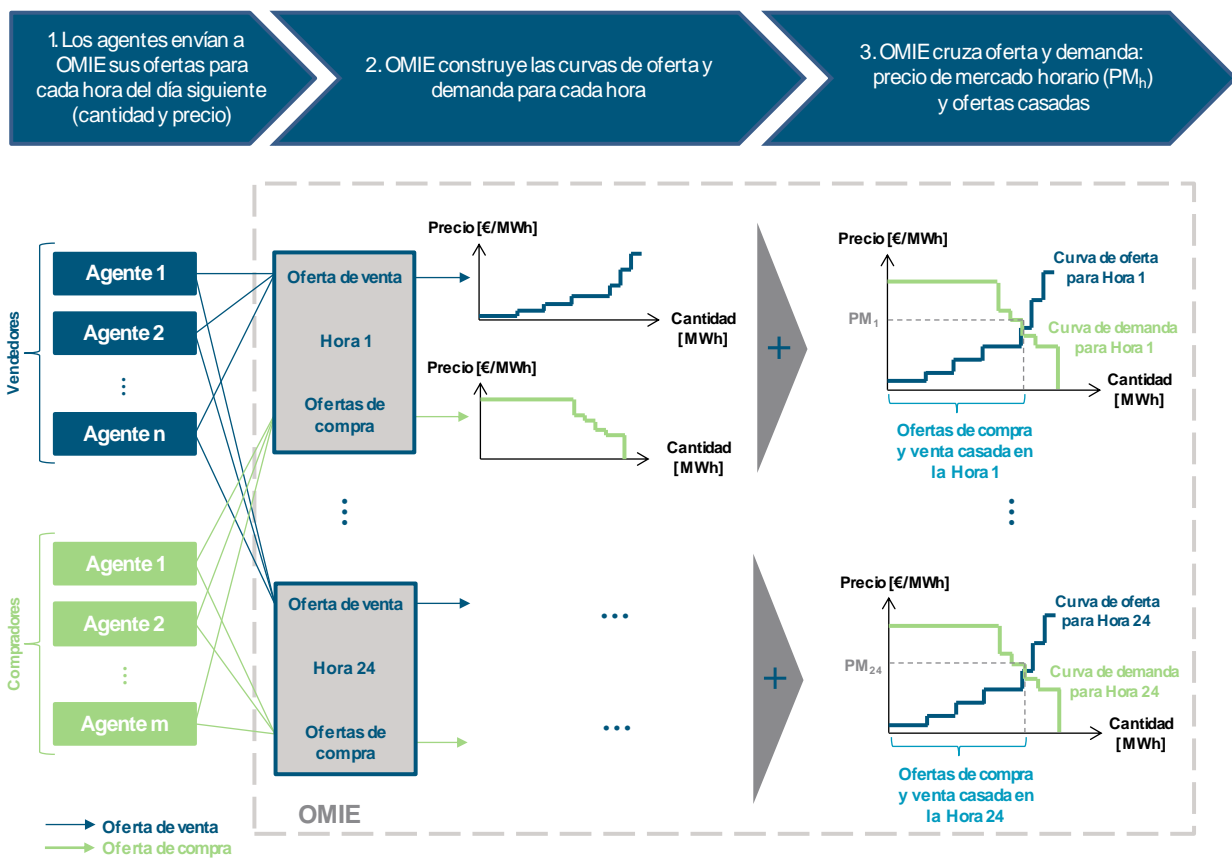 1. Los agentes envían a
OMIE sus ofertas para
cada hora del día siguiente
(cantidad y precio)
2. OMIE construye las curvas de oferta y
demanda para cada hora
3. OMIE cruza oferta y demanda:
precio de mercado horario (PMh)
y ofertas casadas
Vendedores
Agente 1
Agente 2
...
Agente n
Compradores
Agente 1
Agente 2
...
Agente m
Oferta de venta
Hora 1
Ofertas de
compra
...
Oferta de venta
Hora 24
Ofertas de
compra
Precio [€/MWh]
Cantidad
[MWh]
Precio [€/MWh]
Cantidad
[MWh]
...
...
+
+
Precio [€/MWh]
Curva de oferta
para Hora 1
PM1
Curva de demanda
para Hora 1
Cantidad
[MWh]
Ofertas de compra
y venta casada en
la Hora 1
...
Precio [€/MWh]
Curva de oferta
para Hora 24
PM24
Curva de demanda
para Hora 24
Cantidad
[MWh]
Ofertas de compra
y venta casada en
la Hora 24
OMIE
Oferta de venta
Oferta de compra